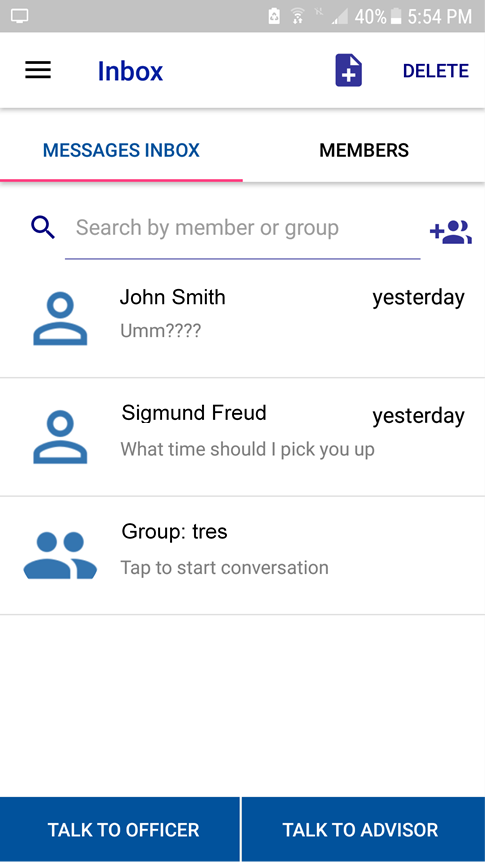 40% 5:54 PM
Inbox DELETE
MESSAGES INBOX MEMBERS
Search by member or group
John Smith yesterday
Umm????
Sigmund Freud yesterday
What time should I pick you up
Group: tres
Tap to start conversation
TALK TO OFFICER TALK TO ADVISOR